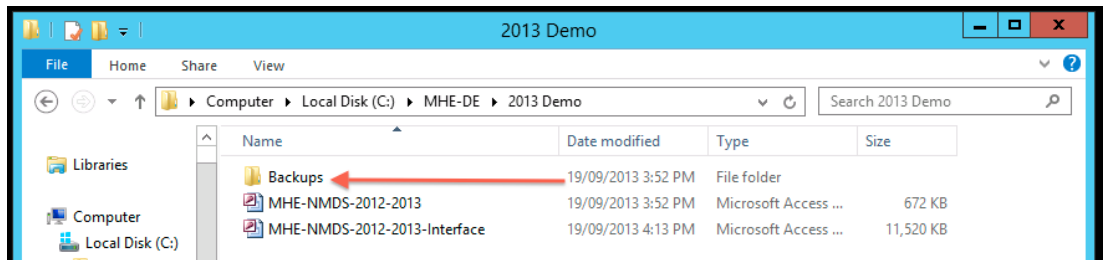 2013 Demo
File Home Share View
Computer Local Disk (C:) MHE-DE 2013 Demo Search 2013 Demo
Name Date modified Type Size
Libraries
Backups 19/09/2013 3:52 PM File folder
MHE-NMDS-2012-2013 19/09/2013 3:52 PM Microsoft Access ... 672 KB
Computer
MHE-NMDS-2012-2013-Interface 19/09/2013 4:13 PM Microsoft Access ... 11,520 KB
Local Disk (C:)